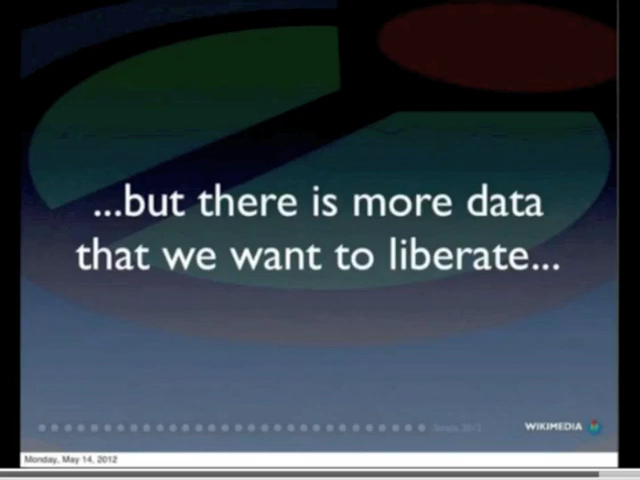 ...but there is more data
that we want to liberate...
WIKIMEDIA
Monday, May 14, 2012